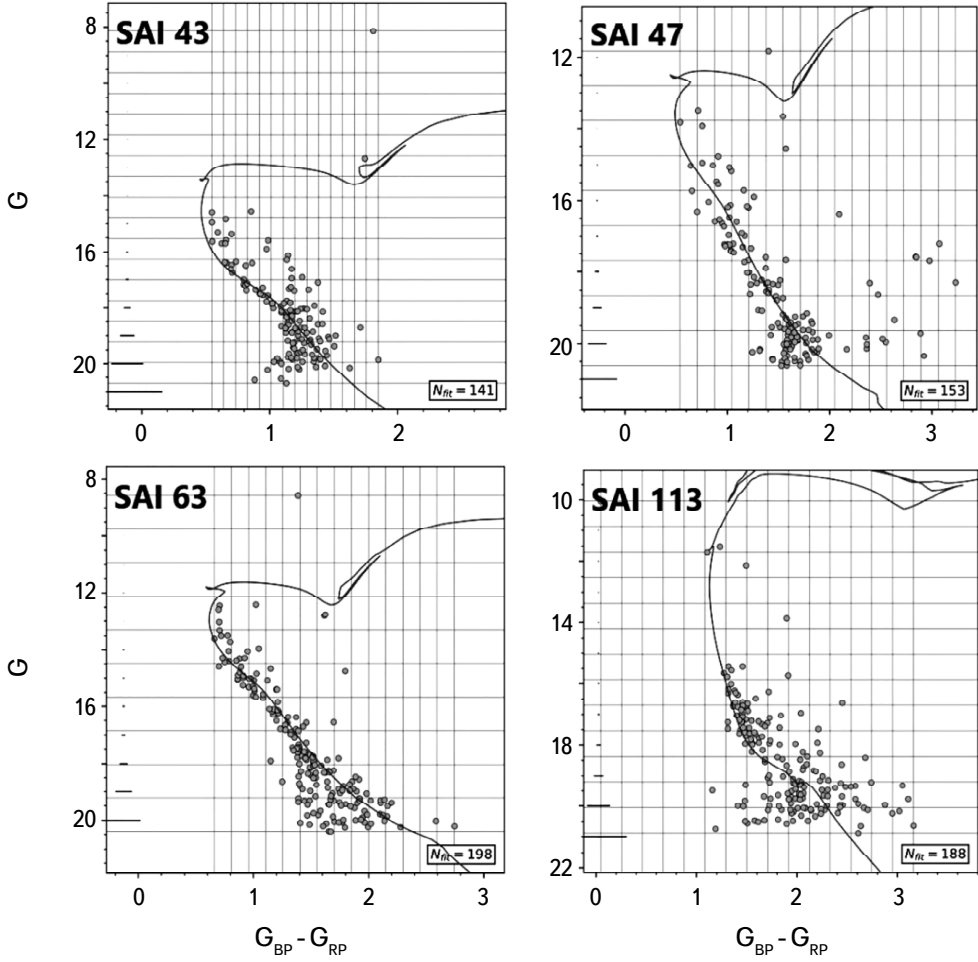 SAI 43
G
8
12
16
20
0
1
2
N_fit = 141
SAI 47
12
16
20
0
1
2
3
N_fit = 153
SAI 63
G
8
12
16
20
0
1
2
3
N_fit = 198
G_BP - G_RP
SAI 113
10
14
18
22
0
1
2
3
N_fit = 188
G_BP - G_RP